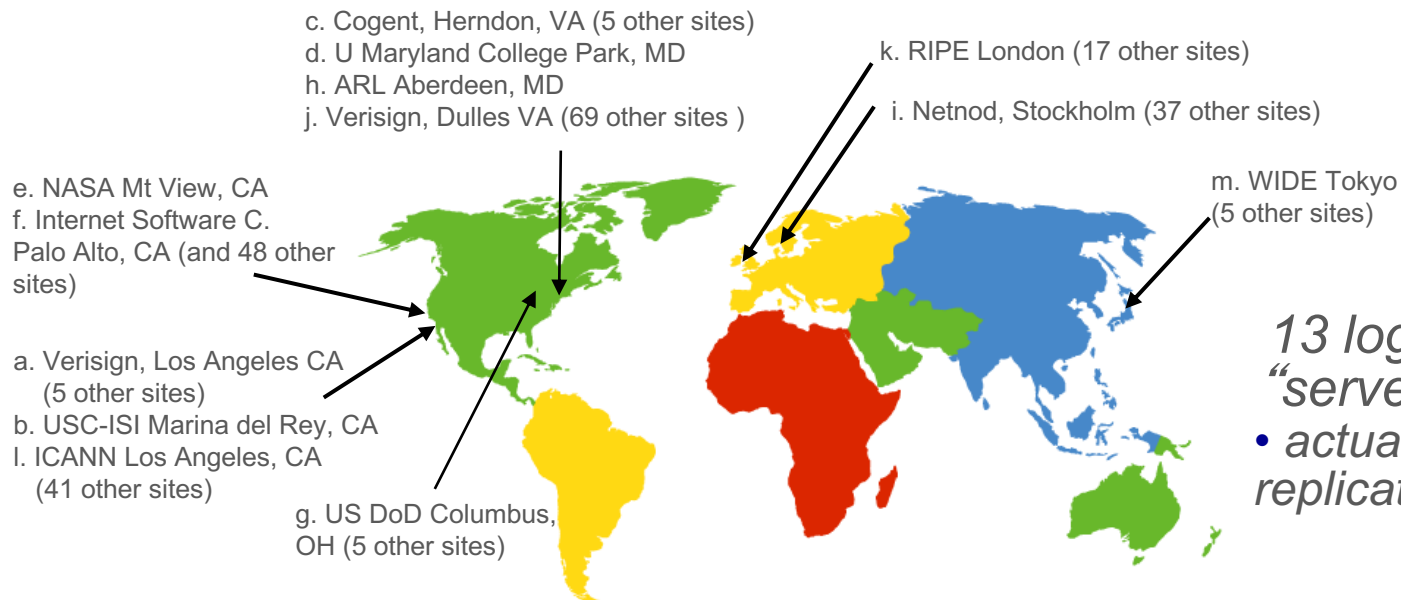 c. Cogent, Herndon, VA (5 other sites)
d. U Maryland College Park, MD
h. ARL Aberdeen, MD
j. Verisign, Dulles VA (69 other sites )
k. RIPE London (17 other sites)
i. Netnod, Stockholm (37 other sites)
e. NASA Mt View, CA
f. Internet Software C.
Palo Alto, CA (and 48 other
sites)
m. WIDE Tokyo
(5 other sites)
a. Verisign, Los Angeles CA
(5 other sites)
b. USC-ISI Marina del Rey, CA
l. ICANN Los Angeles, CA
(41 other sites)
g. US DoD Columbus,
OH (5 other sites)
13 log
“serve
• actua
replicat